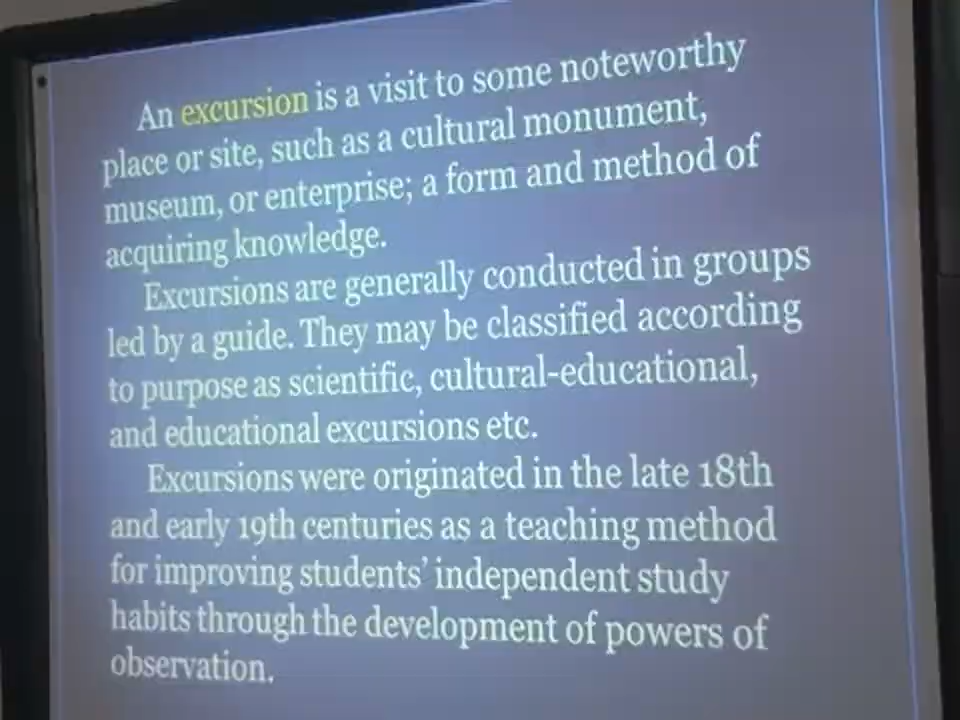 An excursion is a visit to some noteworthy
place or site, such as a cultural monument,
museum, or enterprise; a form and method of
acquiring knowledge.
Excursions are generally conducted in groups
led by a guide. They may be classified according
to purpose as scientific, cultural-educational,
and educational excursions etc.
Excursions were originated in the late 18th
and early 19th centuries as a teaching method
for improving students' independent study
habits through the development of powers of
observation.